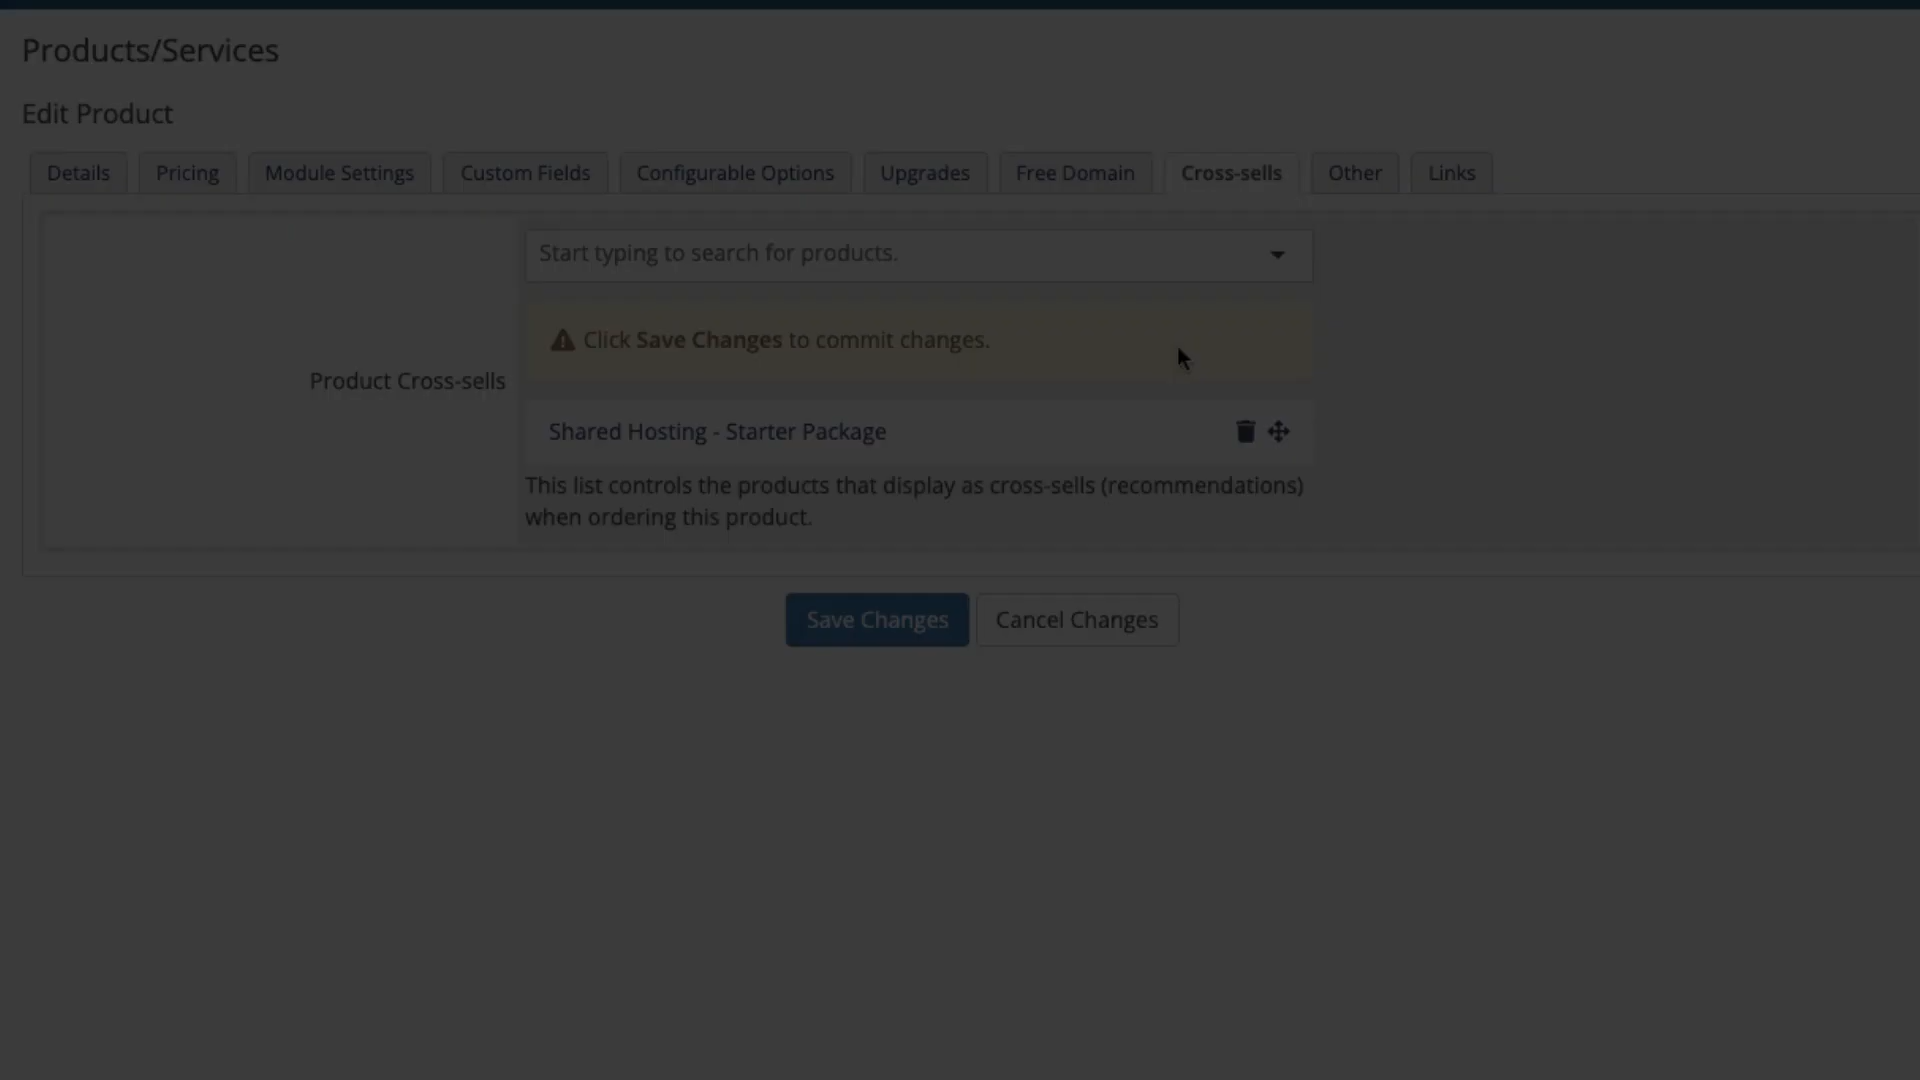 Products/Services
Edit Product
Details Pricing Module Settings Custom Fields Configurable Options Upgrades Free Domain Cross-sells Other Links
Start typing to search for products.
Click Save Changes to commit changes.
Product Cross-sells
Shared Hosting - Starter Package
This list controls the products that display as cross-sells (recommendations)
when ordering this product.
Save Changes Cancel Changes